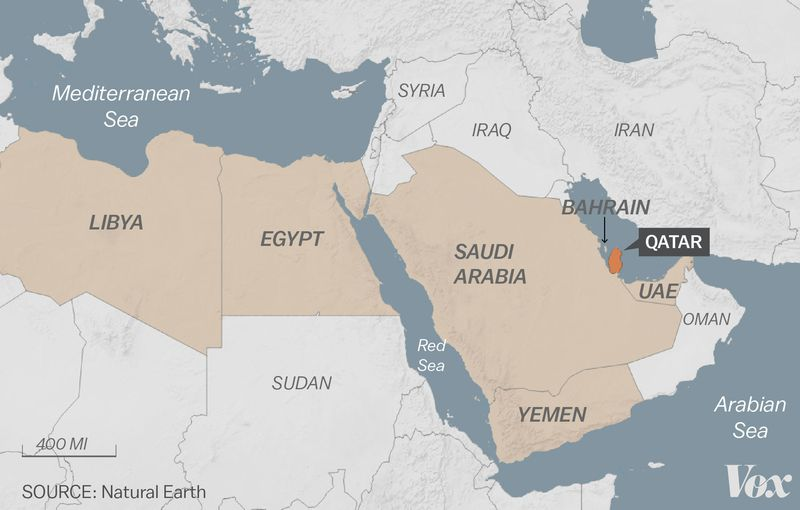 Mediterranean
Sea
SYRIA
IRAQ
IRAN
LIBYA
EGYPT
SAUDI
ARABIA
BAHRAIN
QATAR
UAE
OMAN
Red
Sea
SUDAN
YEMEN
Arabian
Sea
400 MI
SOURCE: Natural Earth
Vox